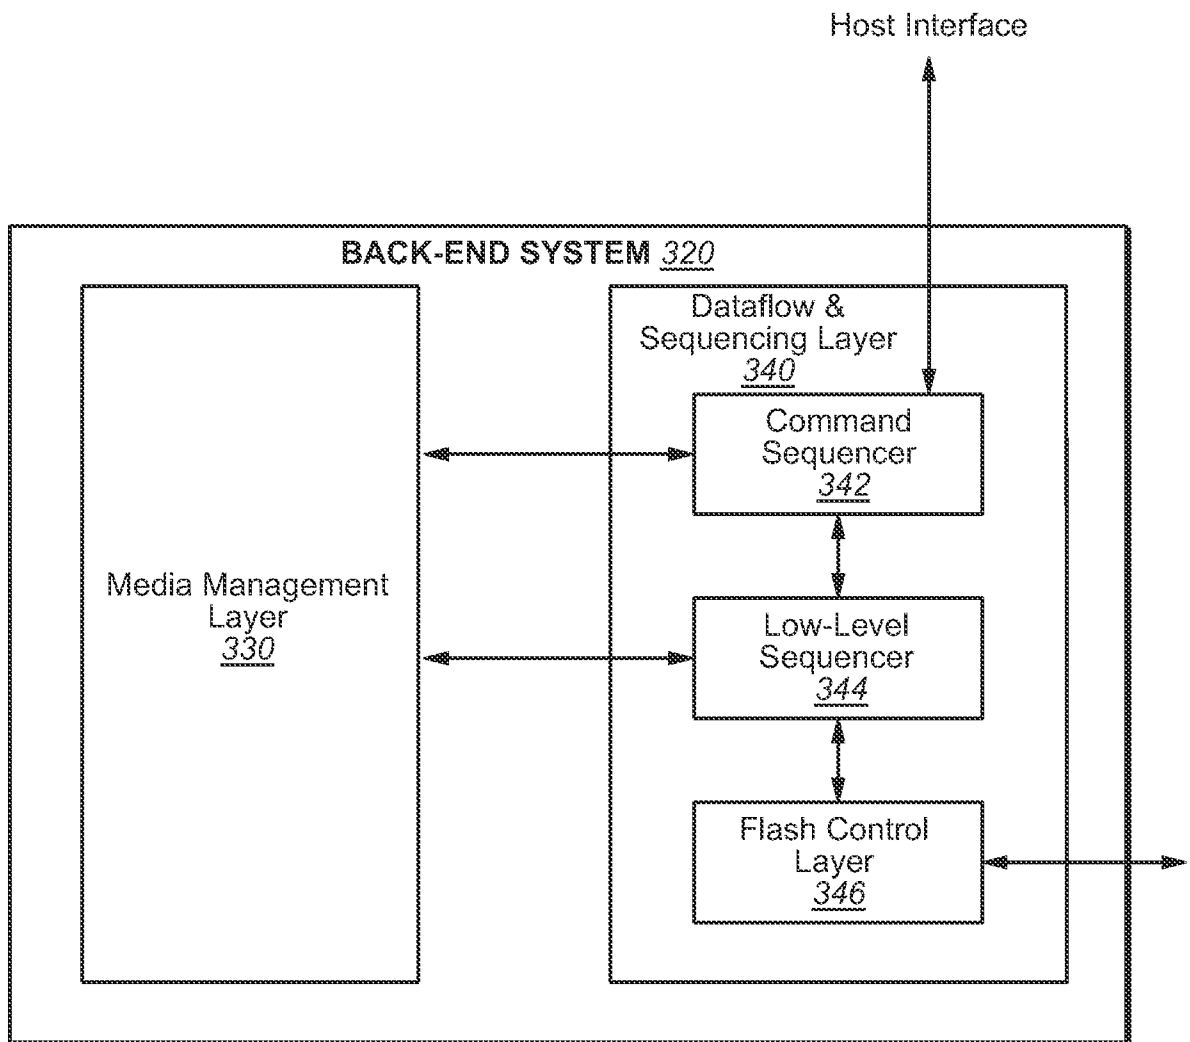 Host Interface
BACK-END SYSTEM 320
Dataflow &
Sequencing Layer
340
Command
Sequencer
342
Media Management
Layer
330
Low-Level
Sequencer
344
Flash Control
Layer
346